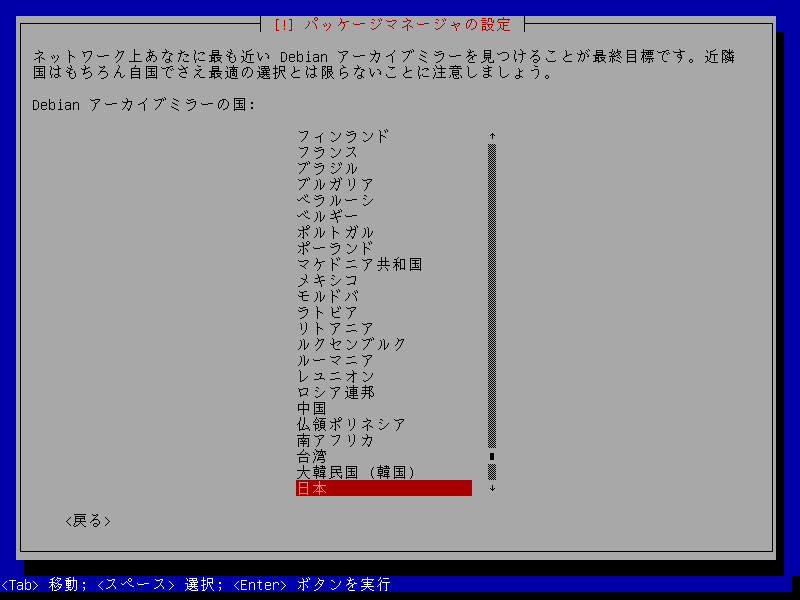 [!] パッケージマネージャの設定
ネットワーク上あなたに最も近い Debian アーカイブミラーを見つけることが最終目標です。近隣
国はもちろん自国でさえ最適の選択とは限らないことに注意しましょう。
Debian アーカイブミラーの国:
フィンランド
フランス
ブラジル
ブルガリア
ベラルーシ
ベルギー
ポルトガル
ポーランド
マケドニア共和国
メキシコ
モルドバ
ラトビア
リトアニア
ルクセンブルク
ルーマニア
レユニオン
ロシア連邦
中国
仏領ポリネシア
南アフリカ
台湾
大韓民国 (韓国)
日本
<戻る>
<Tab> 移動; <スペース> 選択; <Enter> ボタンを実行